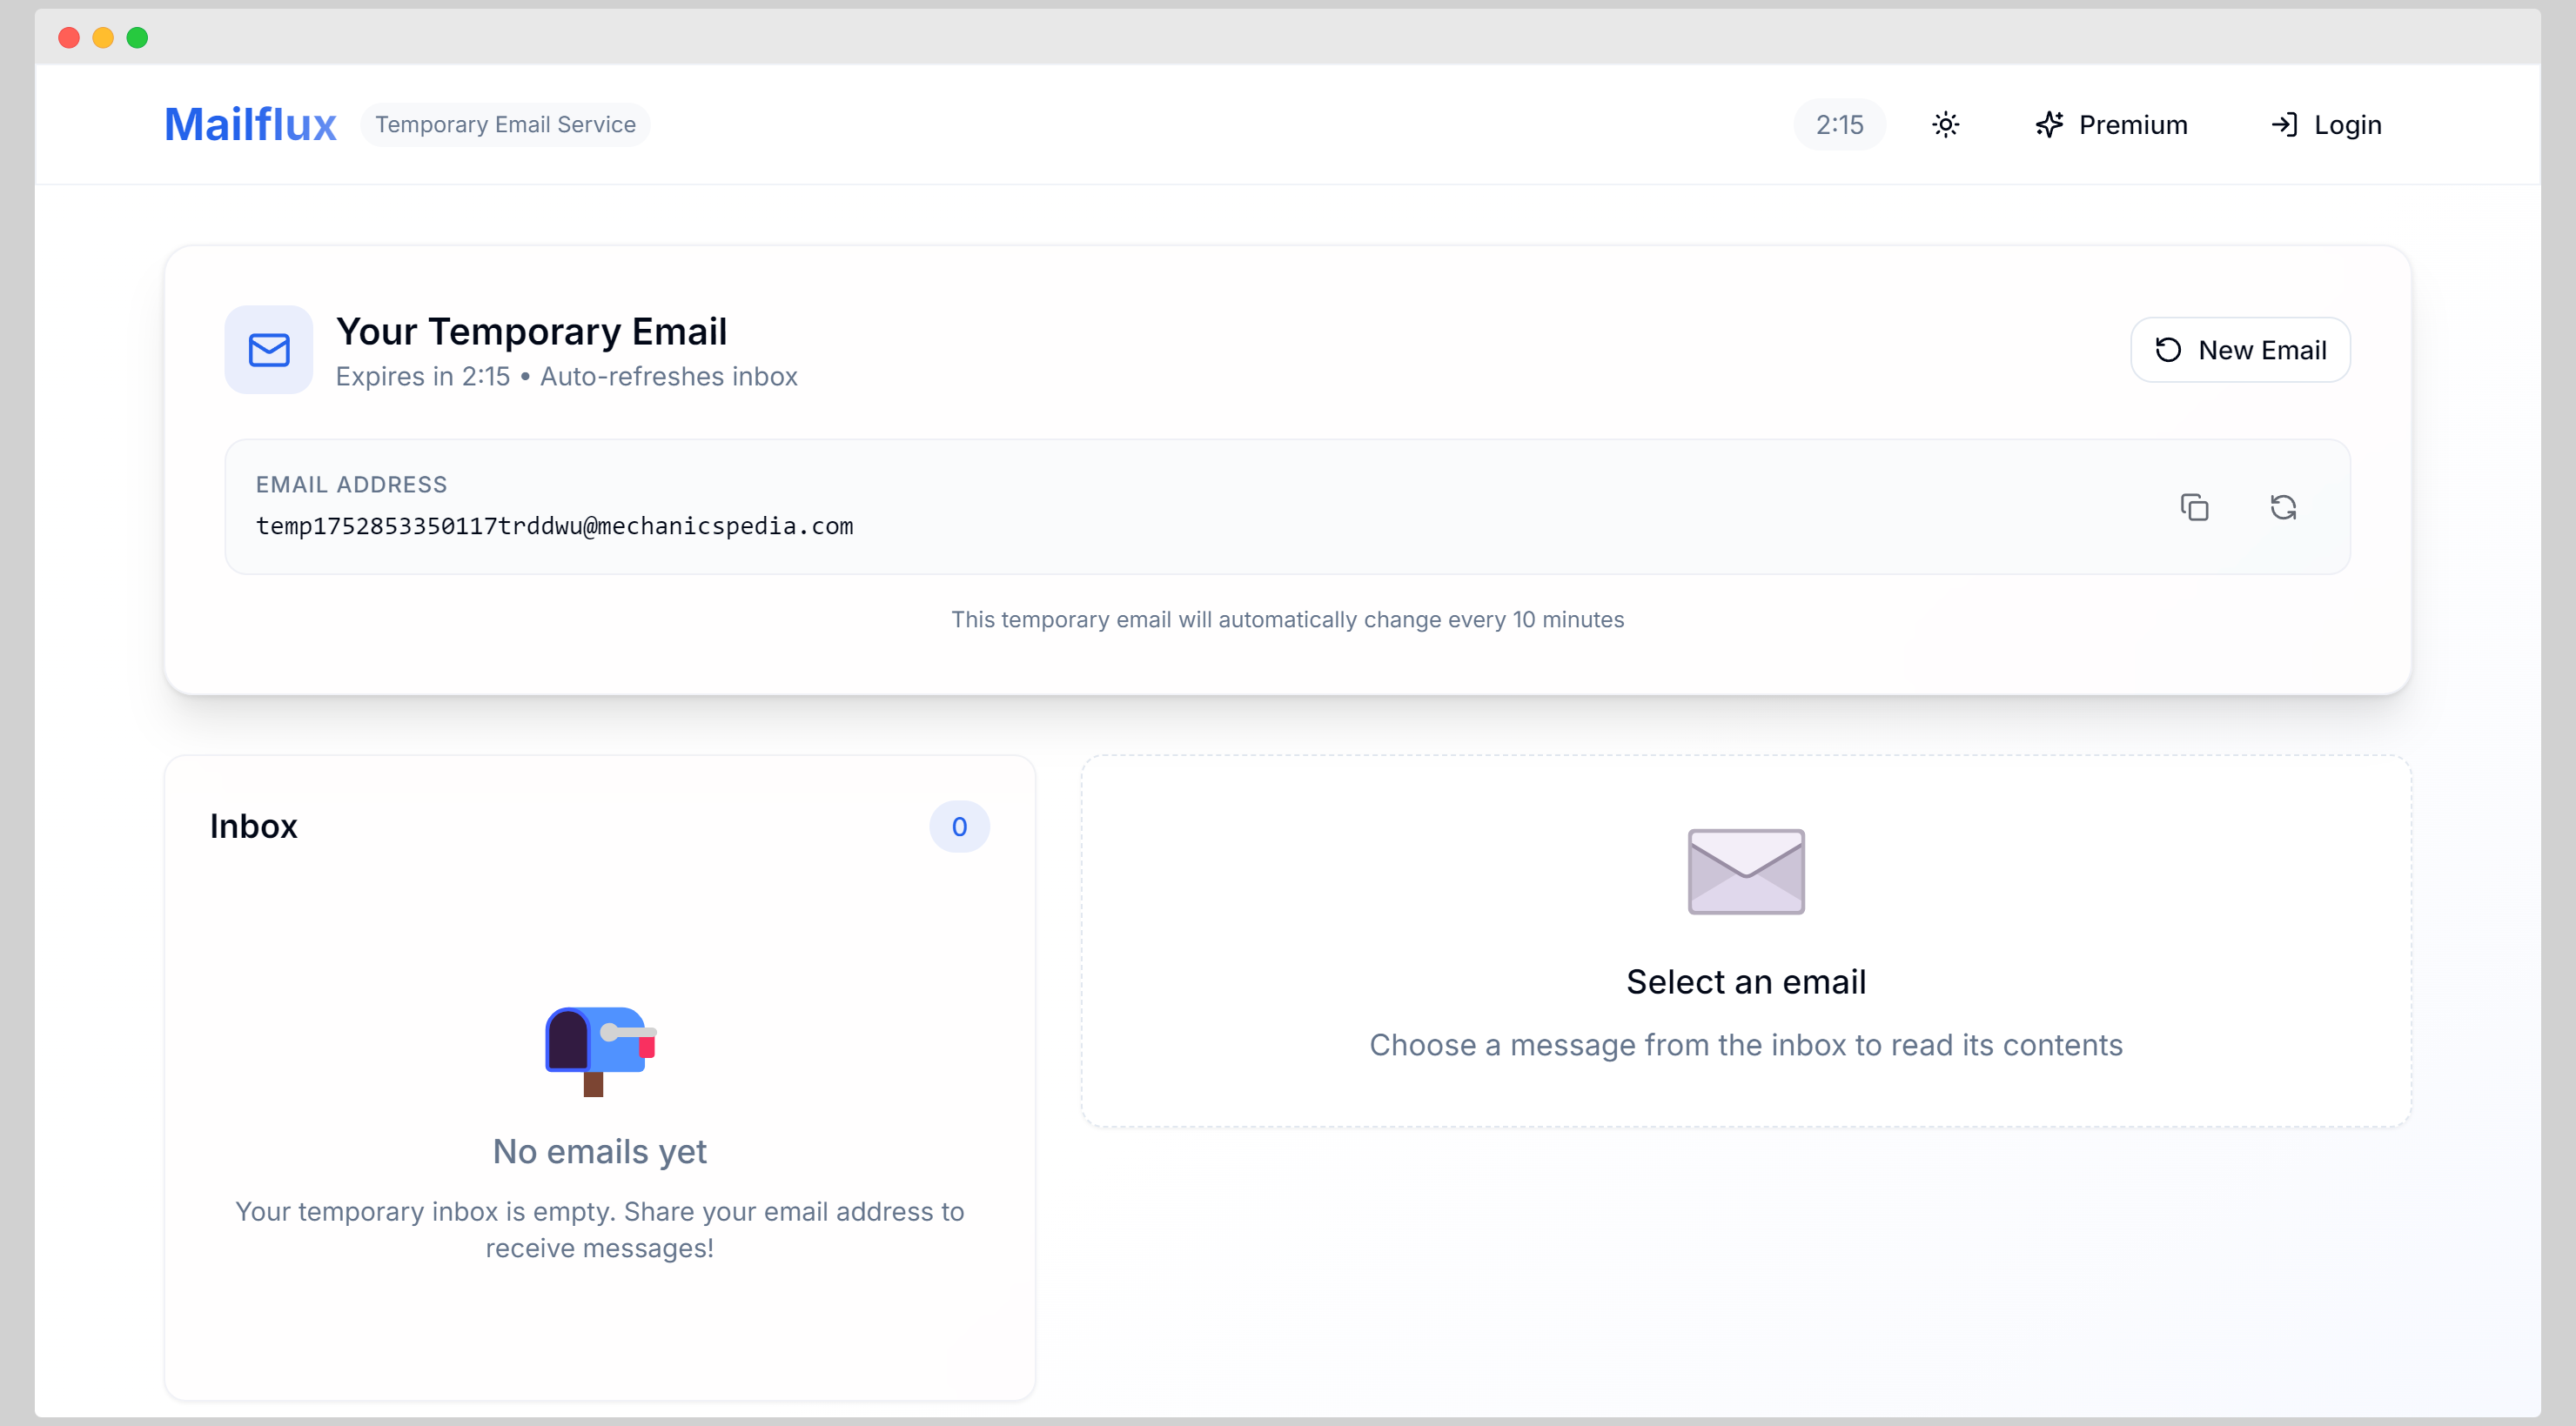 Mailflux
Temporary Email Service
2:15
Premium
Login
Your Temporary Email
Expires in 2:15 • Auto-refreshes inbox
New Email
EMAIL ADDRESS
temp1752853350117trddwu@mechanicspedia.com
This temporary email will automatically change every 10 minutes
Inbox
0
No emails yet
Your temporary inbox is empty. Share your email address to
receive messages!
Select an email
Choose a message from the inbox to read its contents